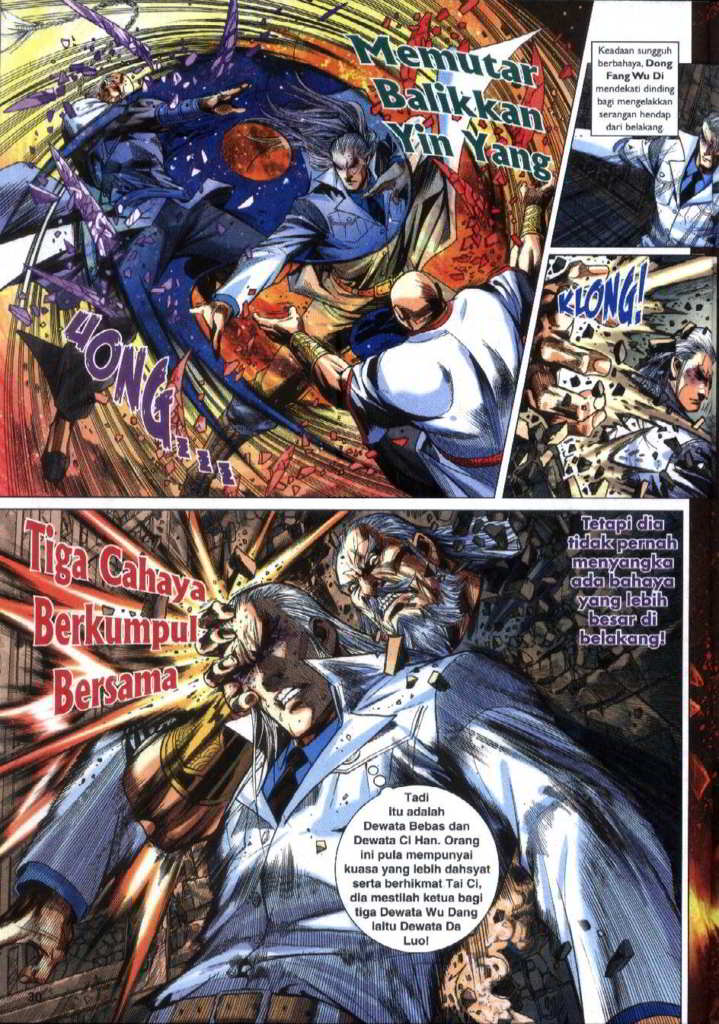 Memutar
Balikkan
Yin Yang
Keadaan sungguh
berbahaya, Dong
Fang Wu Di
mendekati dinding
bagi mengelakkan
serangan hendap
dari belakang.
UONG!
ZZZ
KLONG!
Tiga Cahaya
Berkumpul
Bersama
Tetapi dia
tidak pernah
menyangka
ada bahaya
yang lebih
besar di
belakang!
Tadi
Itu adalah
Dewata Bebas dan
Dewata Ci Han. Orang
ini pula mempunyai
kuasa yang lebih dahsyat
serta berhikmat Tai Ci,
dia mestilah ketua bagi
tiga Dewata Wu Dang
Iaitu Dewata Da
Luo!
30